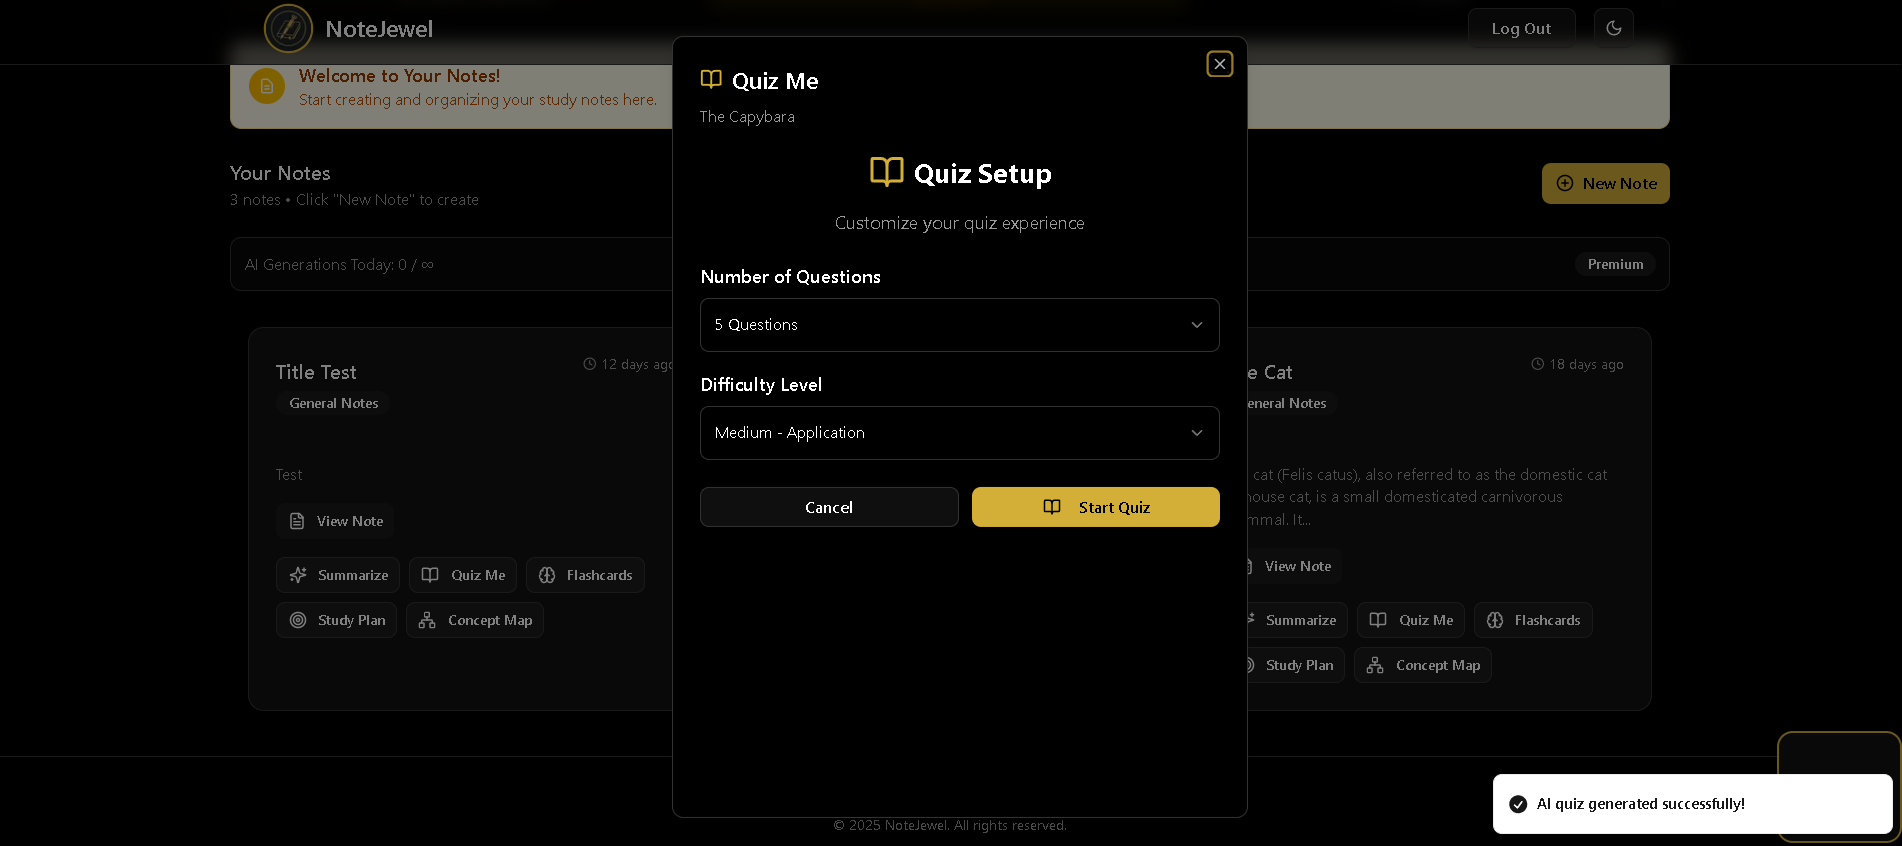 NoteJewel
Log Out
Welcome to Your Notes!
Start creating and organizing your study notes here.
Your Notes
3 notes • Click "New Note" to create
New Note
AI Generations Today: 0 / ∞
Premium
Title Test
12 days ago
General Notes
Test
View Note
Summarize
Quiz Me
Flashcards
Study Plan
Concept Map
Quiz Me
The Capybara
Quiz Setup
Customize your quiz experience
Number of Questions
5 Questions
Difficulty Level
Medium - Application
Cancel
Start Quiz
Cat
18 days ago
Notes
cat (Felis catus), also referred to as the domestic cat
house cat, is a small domesticated carnivorous
It...
View Note
Summarize
Quiz Me
Flashcards
Study Plan
Concept Map
© 2025 NoteJewel. All rights reserved.
AI quiz generated successfully!